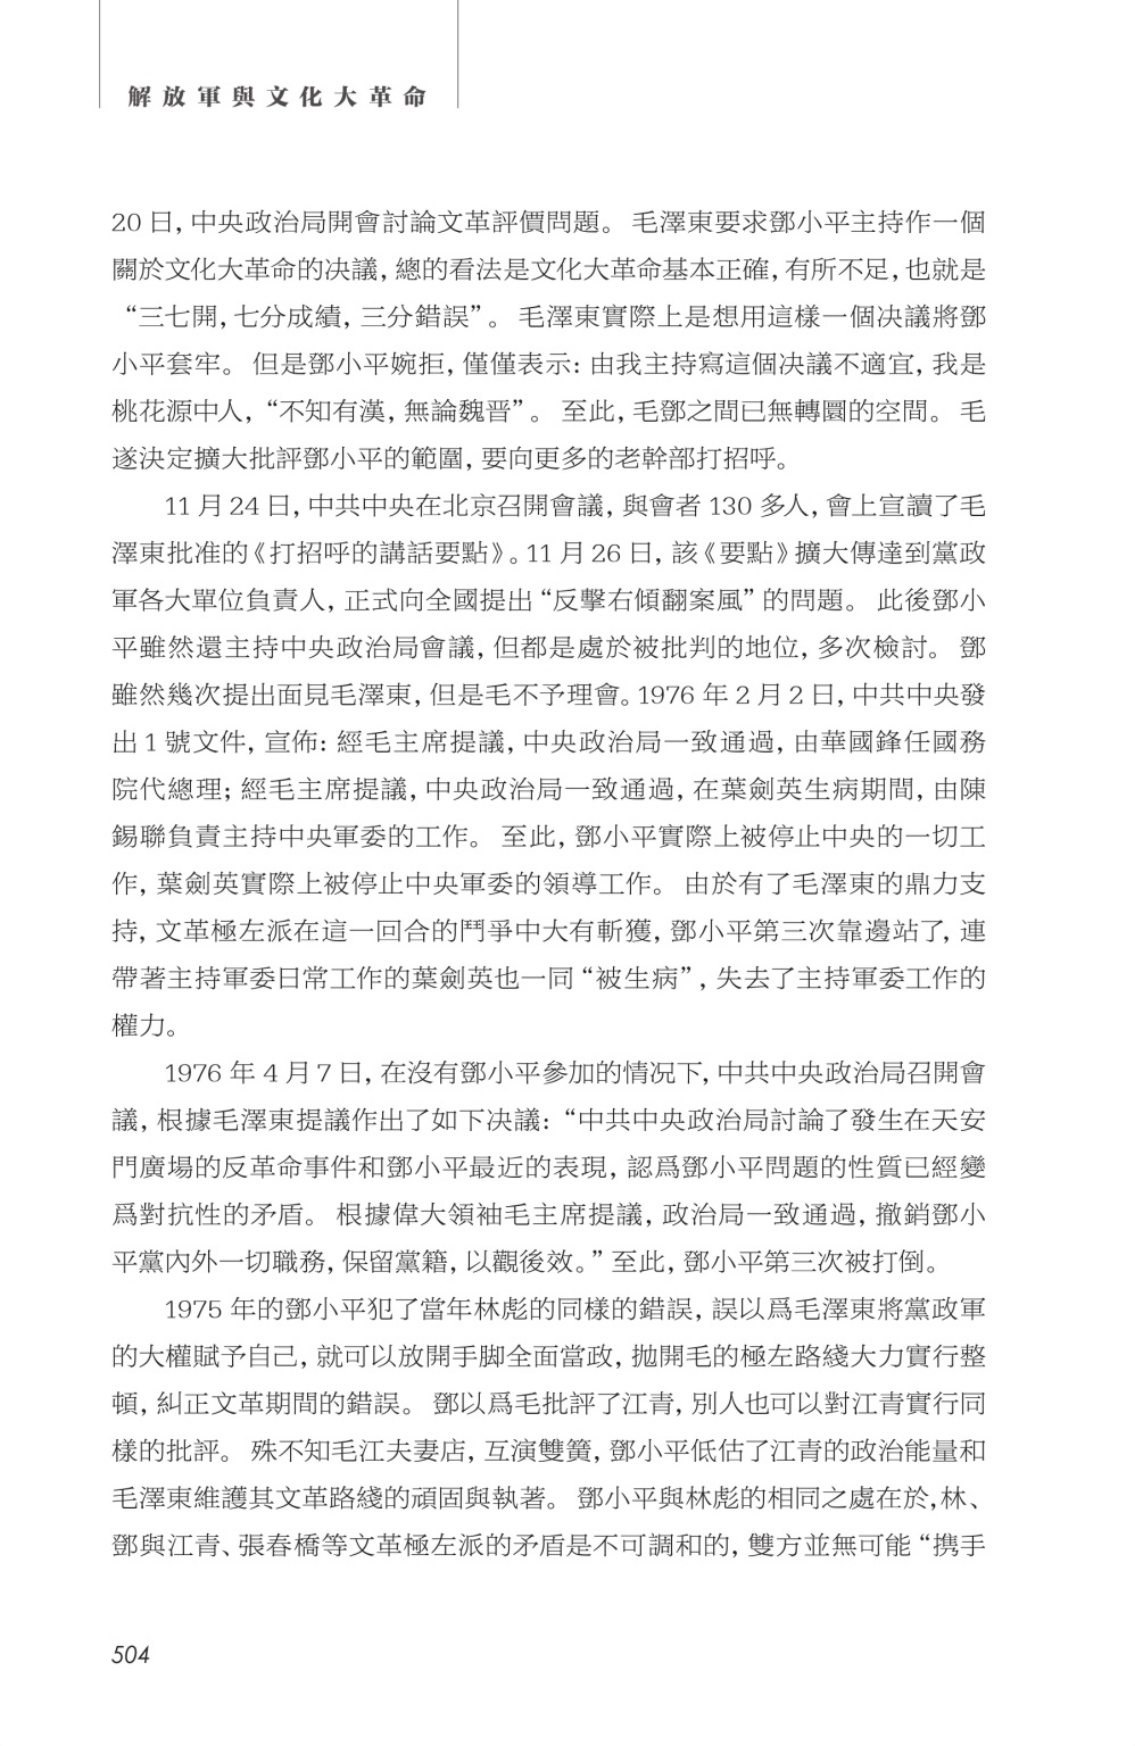 解放軍與文化大革命
20 日，中央政治局開會討論文革評價問題。 毛澤東要求鄧小平主持作一個
關於文化大革命的决議，總的看法是文化大革命基本正確，有所不足，也就是
“三七開，七分成績，三分錯誤”。 毛澤東實際上是想用這樣一個决議將鄧
小平套牢。 但是鄧小平婉拒，僅僅表示：由我主持寫這個决議不適宜，我是
桃花源中人，“不知有漢，無論魏晋”。 至此，毛鄧之間已無轉圜的空間。 毛
遂決定擴大批評鄧小平的範圍，要向更多的老幹部打招呼。
11 月 24 日，中共中央在北京召開會議，與會者 130 多人，會上宣讀了毛
澤東批准的《打招呼的講話要點》。11 月 26 日，該《要點》擴大傳達到黨政
軍各大單位負責人，正式向全國提出 “反擊右傾翻案風” 的問題。 此後鄧小
平雖然還主持中央政治局會議，但都是處於被批判的地位，多次檢討。 鄧
雖然幾次提出面見毛澤東，但是毛不予理會。1976 年 2 月 2 日，中共中央發
出 1 號文件，宣佈：經毛主席提議，中央政治局一致通過，由華國鋒任國務
院代總理；經毛主席提議，中央政治局一致通過，在葉劍英生病期間，由陳
錫聯負責主持中央軍委的工作。 至此，鄧小平實際上被停止中央的一切工
作，葉劍英實際上被停止中央軍委的領導工作。 由於有了毛澤東的鼎力支
持，文革極左派在這一回合的鬥爭中大有斬獲，鄧小平第三次靠邊站了，連
帶著主持軍委日常工作的葉劍英也一同 “被生病”，失去了主持軍委工作的
權力。
1976 年 4 月 7 日，在沒有鄧小平參加的情况下，中共中央政治局召開會
議，根據毛澤東提議作出了如下决議：“中共中央政治局討論了發生在天安
門廣場的反革命事件和鄧小平最近的表現，認爲鄧小平問題的性質已經變
爲對抗性的矛盾。 根據偉大領袖毛主席提議，政治局一致通過，撤銷鄧小
平黨內外一切職務，保留黨籍，以觀後效。” 至此，鄧小平第三次被打倒。
1975 年的鄧小平犯了當年林彪的同樣的錯誤，誤以爲毛澤東將黨政軍
的大權賦予自己，就可以放開手脚全面當政，拋開毛的極左路綫大力實行整
頓，糾正文革期間的錯誤。 鄧以爲毛批評了江青，別人也可以對江青實行同
樣的批評。 殊不知毛江夫妻店，互演雙簧，鄧小平低估了江青的政治能量和
毛澤東維護其文革路綫的頑固與執著。 鄧小平與林彪的相同之處在於，林、
鄧與江青、張春橋等文革極左派的矛盾是不可調和的，雙方並無可能 “携手
504